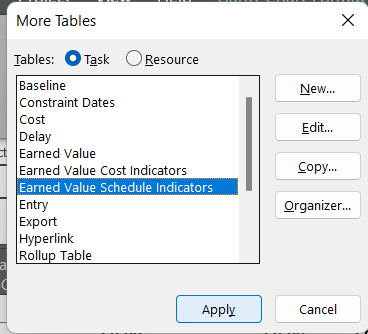 More Tables
Tables: Task Resource
Baseline
Constraint Dates
Cost
Delay
Earned Value
Earned Value Cost Indicators
Earned Value Schedule Indicators
Entry
Export
Hyperlink
Rollup Table
New...
Edit...
Copy...
Organizer...
Apply
Cancel